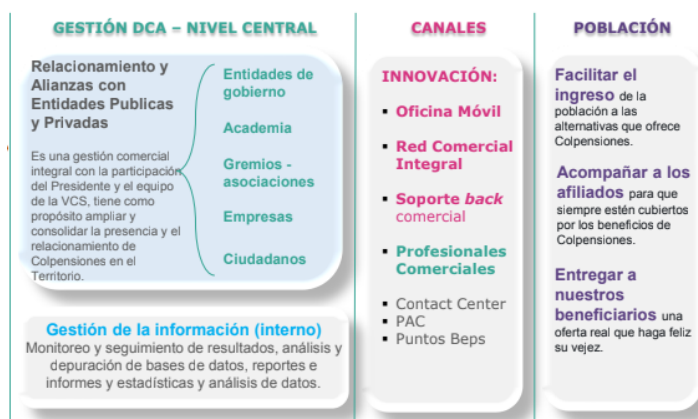 GESTIÓN DCA – NIVEL CENTRAL
Relacionamiento y
Alianzas con
Entidades Publicas
y Privadas
Es una gestión comercial
integral con la participación
del Presidente y el equipo
de la VCS, tiene como
propósito ampliar y
consolidar la presencia y el
relacionamiento de
Colpensiones en el
Territorio.
Entidades de
gobierno
Academia
Gremios -
asociaciones
Empresas
Ciudadanos
Gestión de la información (interno)
Monitoreo y seguimiento de resultados, análisis y
depuración de bases de datos, reportes e
informes y estadísticas y análisis de datos.
CANALES
INNOVACIÓN:
▪ Oficina Móvil
▪ Red Comercial
Integral
▪ Soporte back
comercial
▪ Profesionales
Comerciales
▪ Contact Center
▪ PAC
▪ Puntos Beps
POBLACIÓN
Facilitar el
ingreso de la
población a las
alternativas que ofrece
Colpensiones.
Acompañar a los
afiliados para que
siempre estén cubiertos
por los beneficios de
Colpensiones.
Entregar a
nuestros
beneficiarios una
oferta real que haga feliz
su vejez.